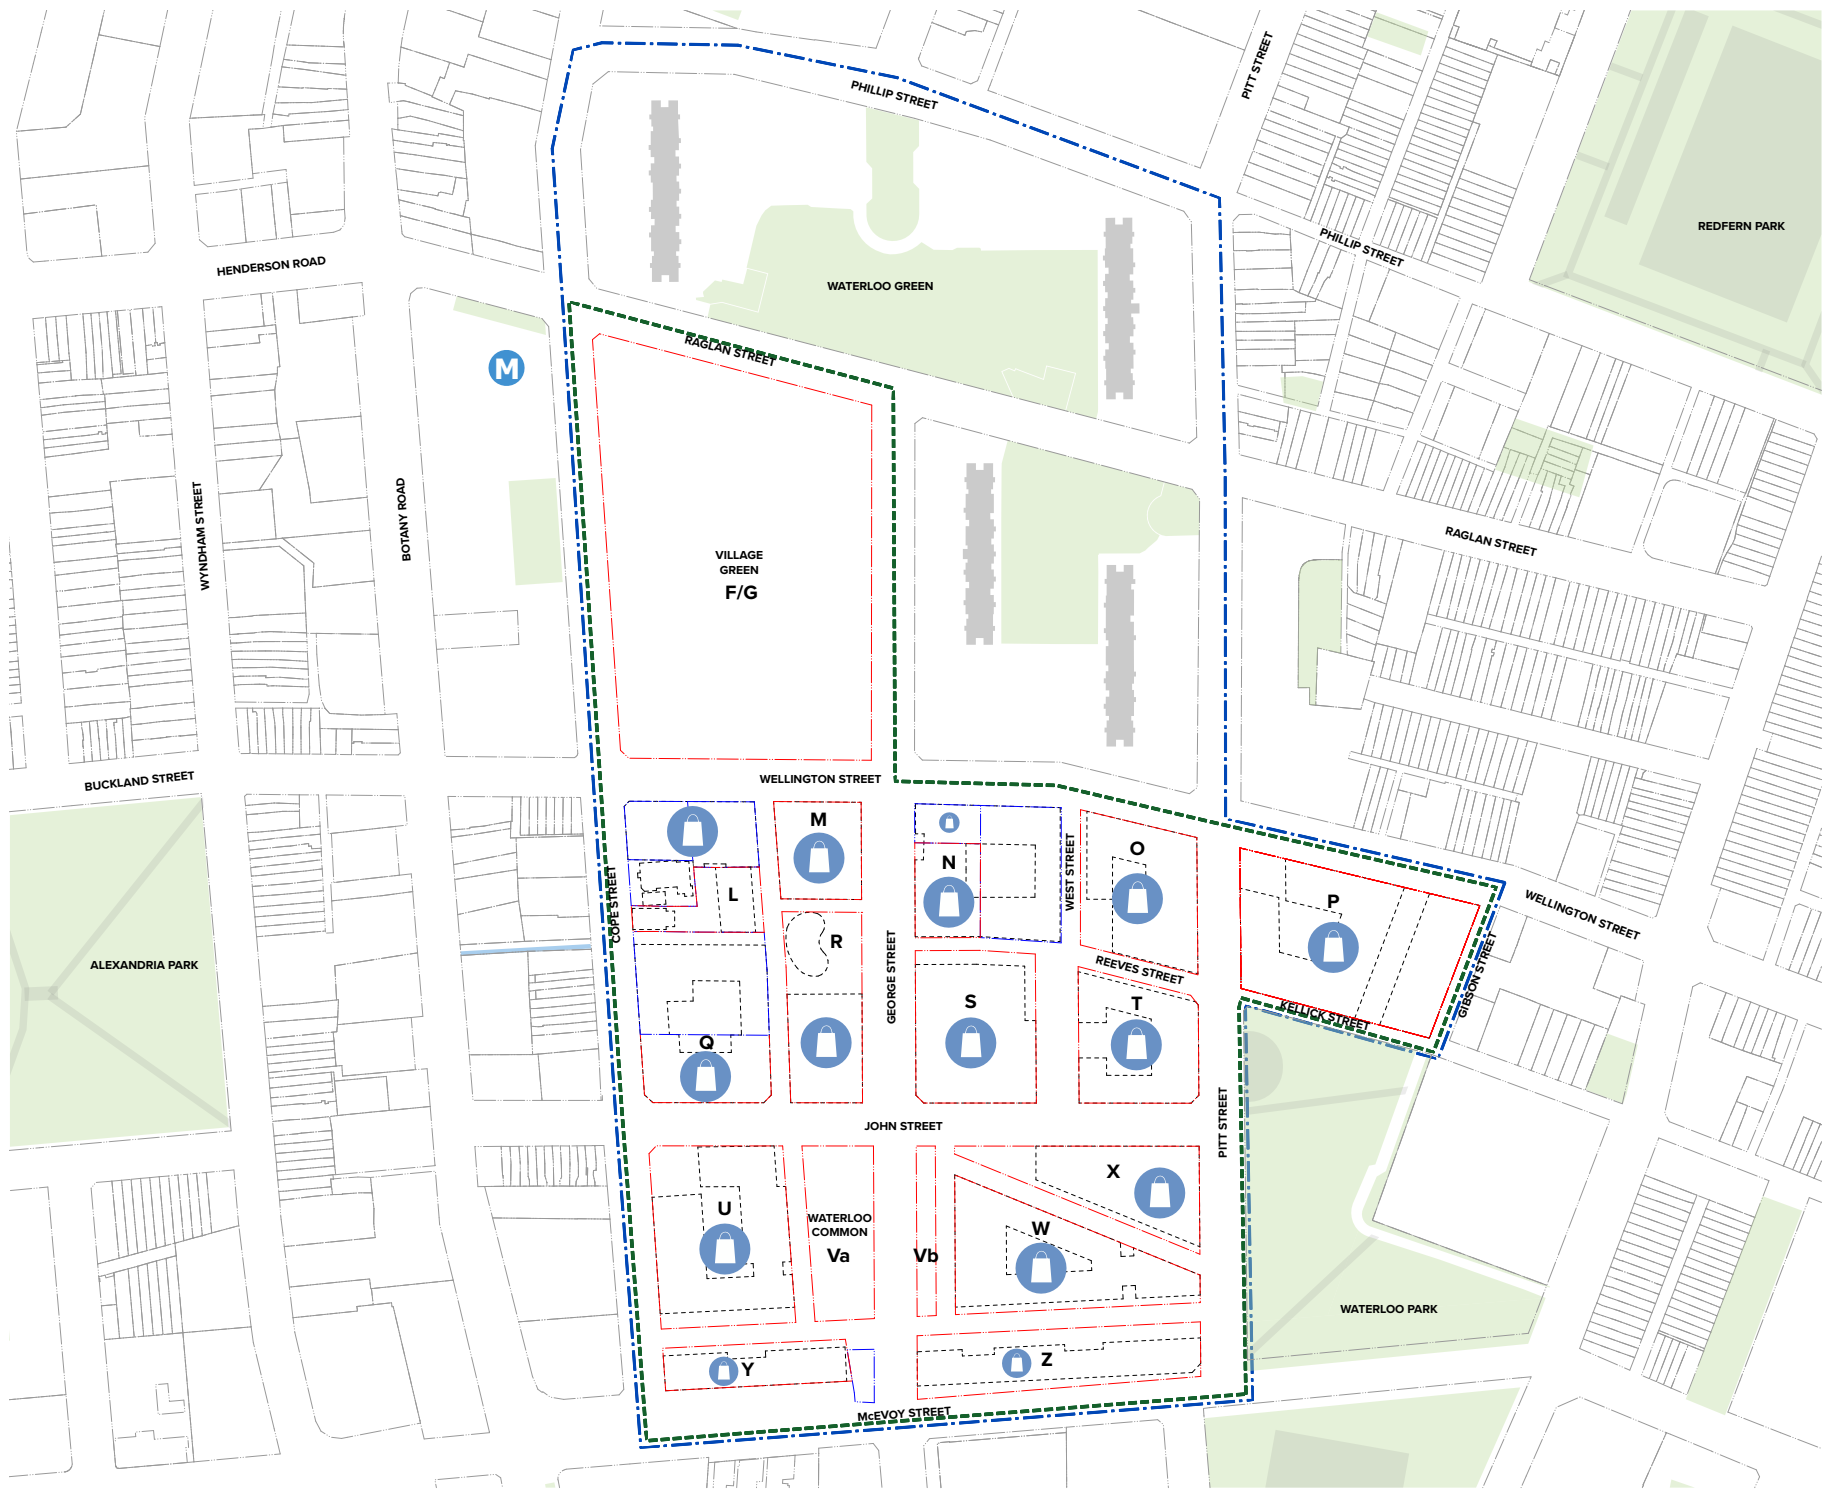 PITT STREET
PHILLIP STREET
REDFERN PARK
PHILLIP STREET
HENDERSON ROAD
WATERLOO GREEN
RAGLAN STREET
M
WYNDHAM STREET
BOTANY ROAD
RAGLAN STREET
VILLAGE
GREEN
F/G
BUCKLAND STREET
WELLINGTON STREET
M
O
N
L
P
WEST STREET
COPE STREET
WELLINGTON STREET
R
ALEXANDRIA PARK
GEORGE STREET
REEVES STREET
GIBSON STREET
S
T
KELLICK STREET
Q
JOHN STREET
PITT STREET
X
U
WATERLOO
COMMON
Va
Vb
W
WATERLOO PARK
Y
Z
McEVOY STREET